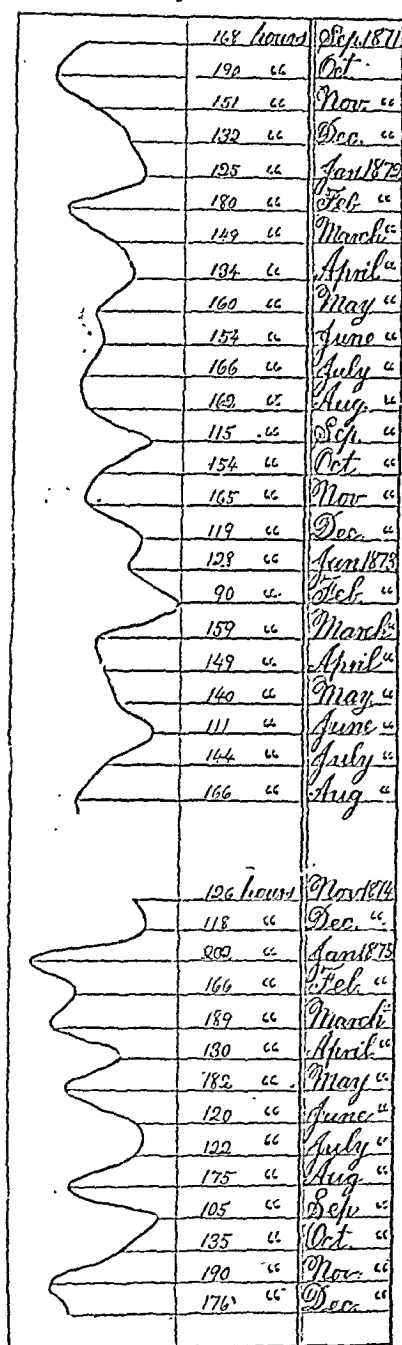 168 hours Sep. 1871
190 " Oct
151 " Nov. "
132 " Dec. "
125 " Jan 1872
180 " Feb "
149 " March "
134 " April "
160 " May "
154 " June "
166 " July "
162 " Aug. "
115 " Sep. "
154 " Oct "
165 " Nov "
119 " Dec. "
128 " Jan 1873
90 " Feb. "
159 " March "
149 " April "
140 " May. "
111 " June "
144 " July "
166 " Aug "
126 hours Nov 1874
118 " Dec. "
202 " Jan 1875
166 " Feb. "
189 " March "
130 " April "
182 " May "
120 " June "
122 " July "
175 " Aug "
105 " Sep "
135 " Oct. "
190 " Nov. "
176 " Dec. "